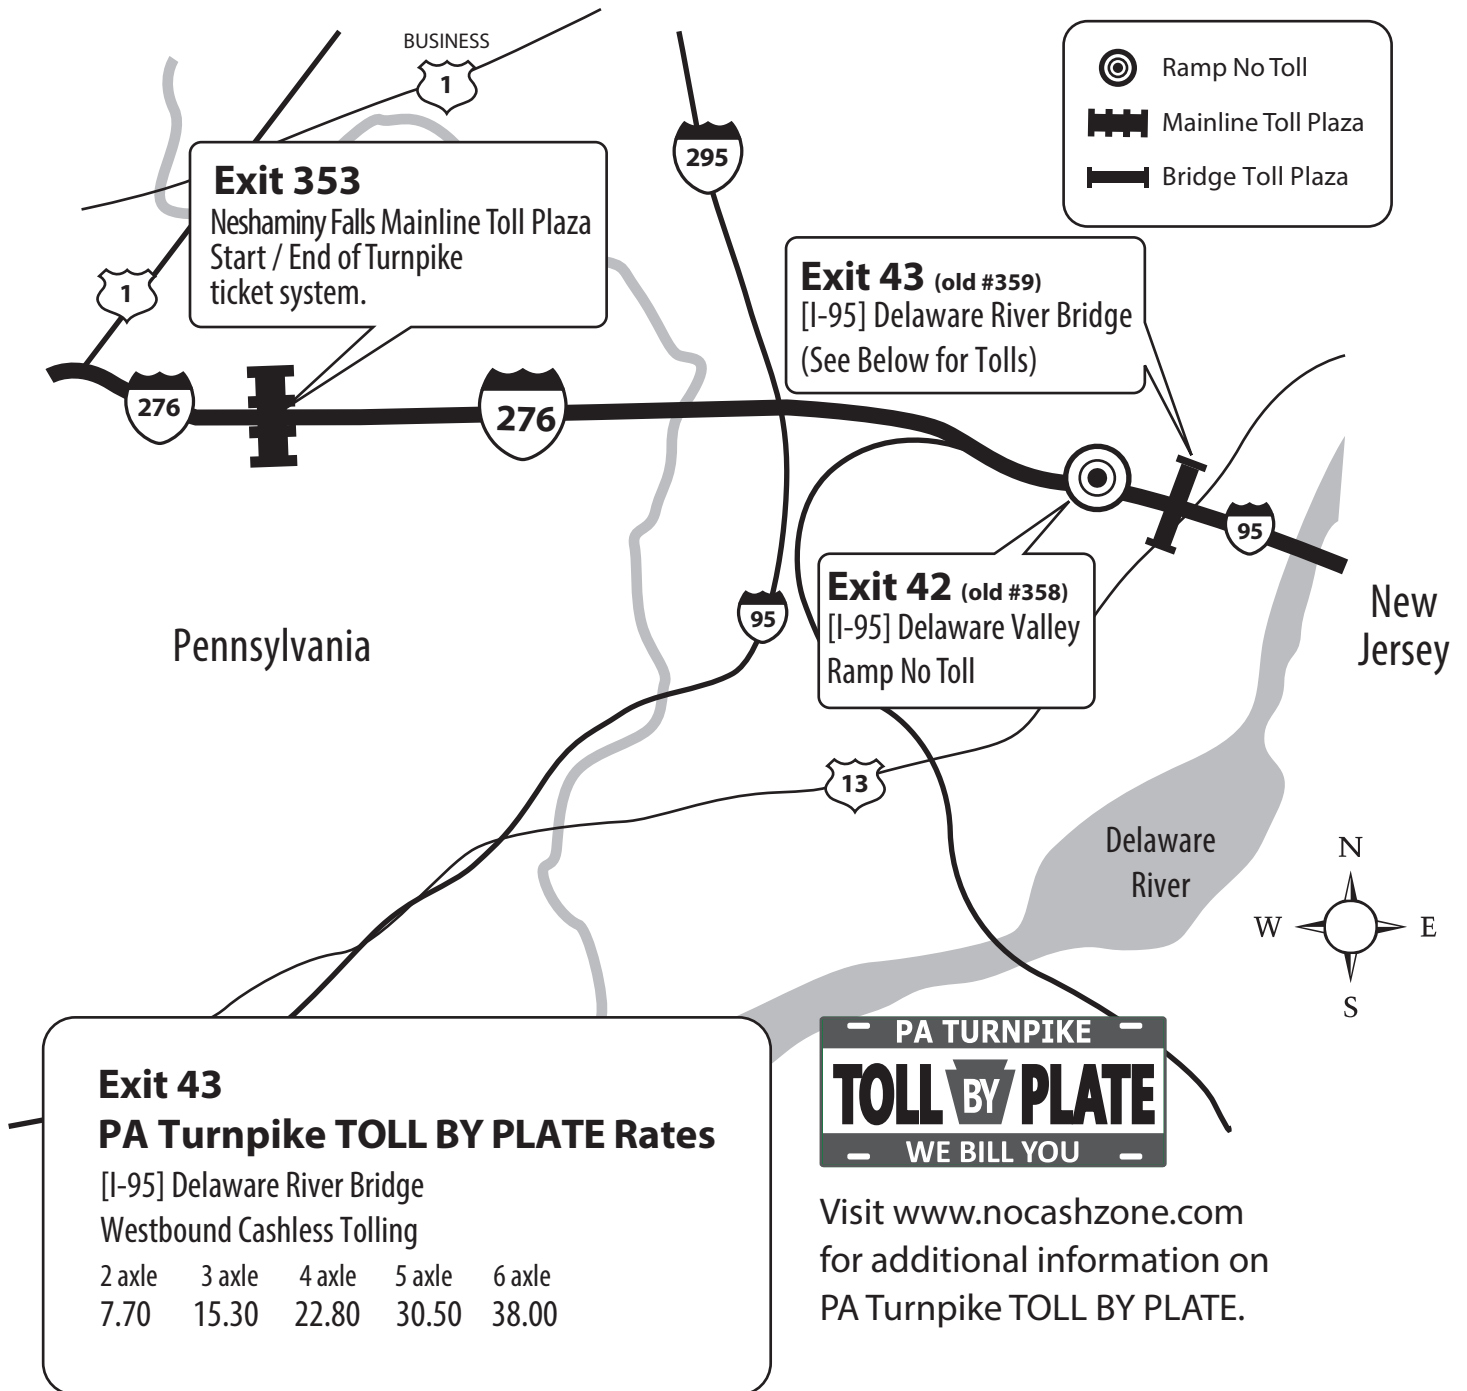 BUSINESS
1
295
Ramp No Toll
Mainline Toll Plaza
Bridge Toll Plaza
Exit 353
Neshaminy Falls Mainline Toll Plaza
Start / End of Turnpike
ticket system.
1
Exit 43 (old #359)
[I-95] Delaware River Bridge
(See Below for Tolls)
276
276
95
Exit 42 (old #358)
[I-95] Delaware Valley
Ramp No Toll
95
New
Jersey
Pennsylvania
13
Delaware
River
N
W
E
S
Exit 43
PA Turnpike TOLL BY PLATE Rates
[I-95] Delaware River Bridge
Westbound Cashless Tolling
2 axle 3 axle 4 axle 5 axle 6 axle
7.70 15.30 22.80 30.50 38.00
PA TURNPIKE
TOLL BY PLATE
WE BILL YOU
Visit www.nocashzone.com
for additional information on
PA Turnpike TOLL BY PLATE.